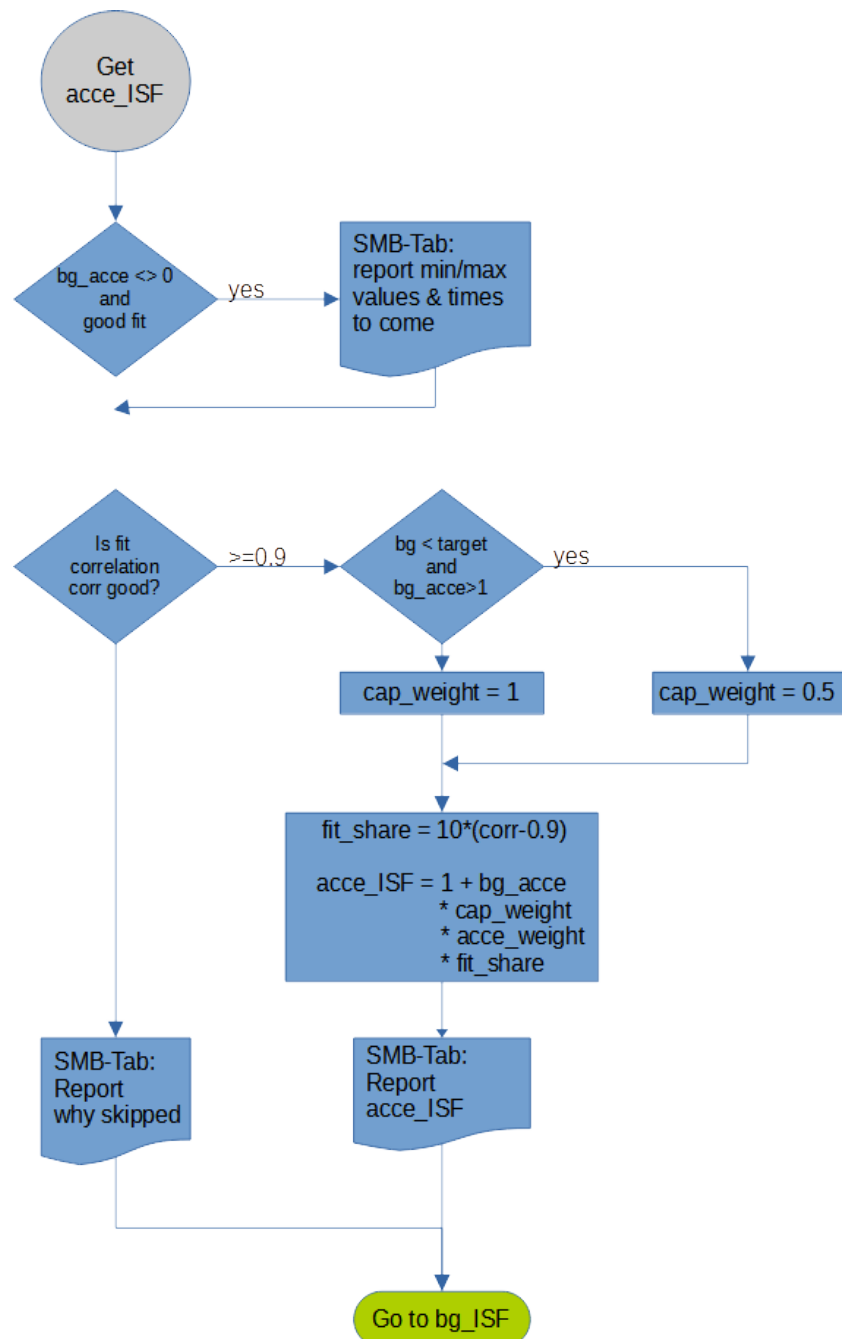 Get
acce_ISF
bg_acce <> 0
and
good fit
yes
SMB-Tab:
report min/max
values & times
to come
Is fit
correlation
corr good?
>=0.9
bg < target
and
bg_acce>1
yes
cap_weight = 1
cap_weight = 0.5
fit_share = 10*(corr-0.9)
acce_ISF = 1 + bg_acce
* cap_weight
* acce_weight
* fit_share
SMB-Tab:
Report
why skipped
SMB-Tab:
Report
acce_ISF
Go to bg_ISF